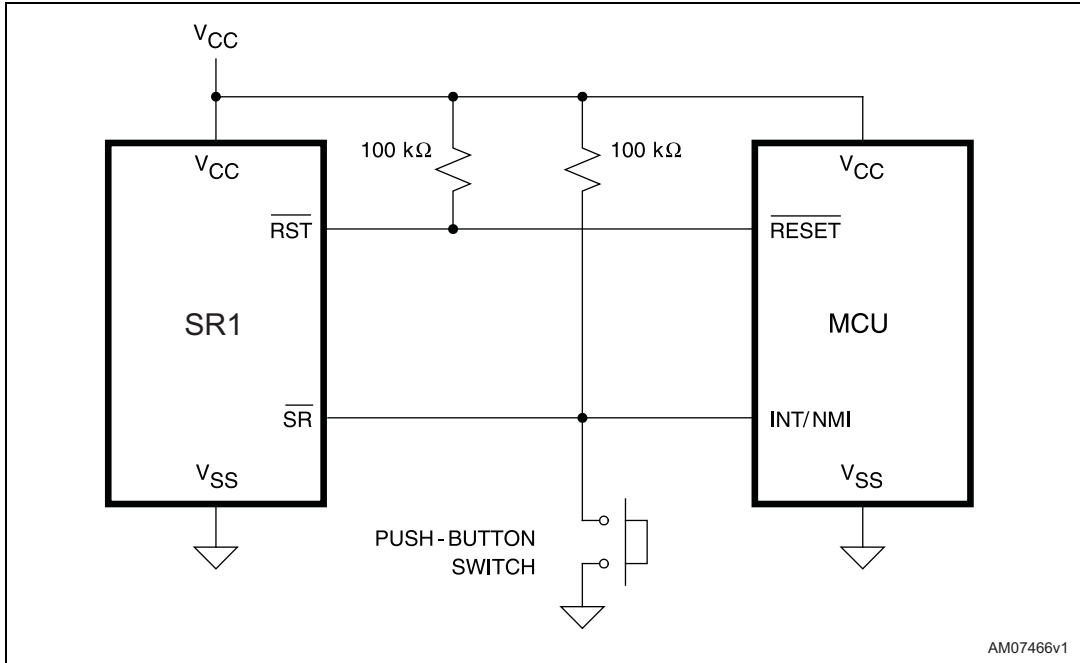 VCC
100 kΩ
100 kΩ
VCC
VCC
RST
RESET
SR1
MCU
SR
INT/NMI
VSS
VSS
PUSH-BUTTON
SWITCH
AM07466v1